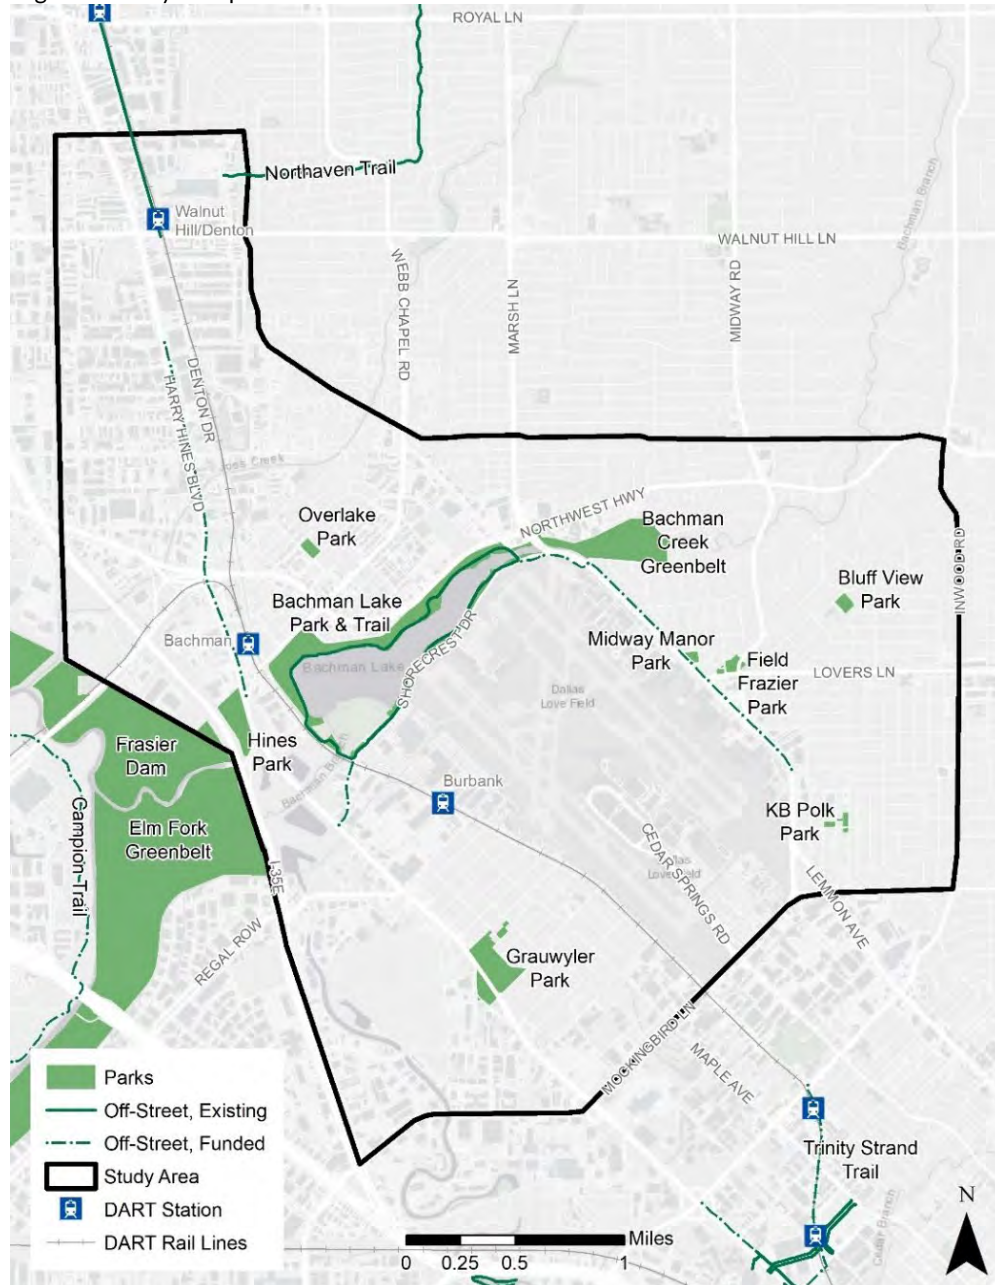 ROYAL LN
Northaven Trail
Walnut
Hill/Denton
WALNUT HILL LN
Bachman Branch
WEBB CHAPEL RD
MARSH LN
MIDWAY RD
DENTON DR
HARRY HINES BLVD
Overlake
Park
NORTHWEST HWY
Bachman
Creek
Greenbelt
INWOOD RD
Bluff View
Park
Bachman Lake
Park & Trail
Bachman
Bachman Lake
SHORECREST DR
Midway Manor
Park
Field
Frazier
Park
LOVERS LN
Dallas
Love Field
Frasier
Dam
Hines
Park
Bachman Branch
Burbank
Elm Fork
Greenbelt
Campion Trail
KB Polk
Park
CEDAR SPRINGS RD
LEMMON AVE
I-35E
REGAL ROW
Grauwyler
Park
MOCKINGBIRD LN
MAPLE AVE
Parks
Off-Street, Existing
Off-Street, Funded
Study Area
DART Station
DART Rail Lines
Trinity Strand
Trail
N
Miles
0 0.25 0.5 1